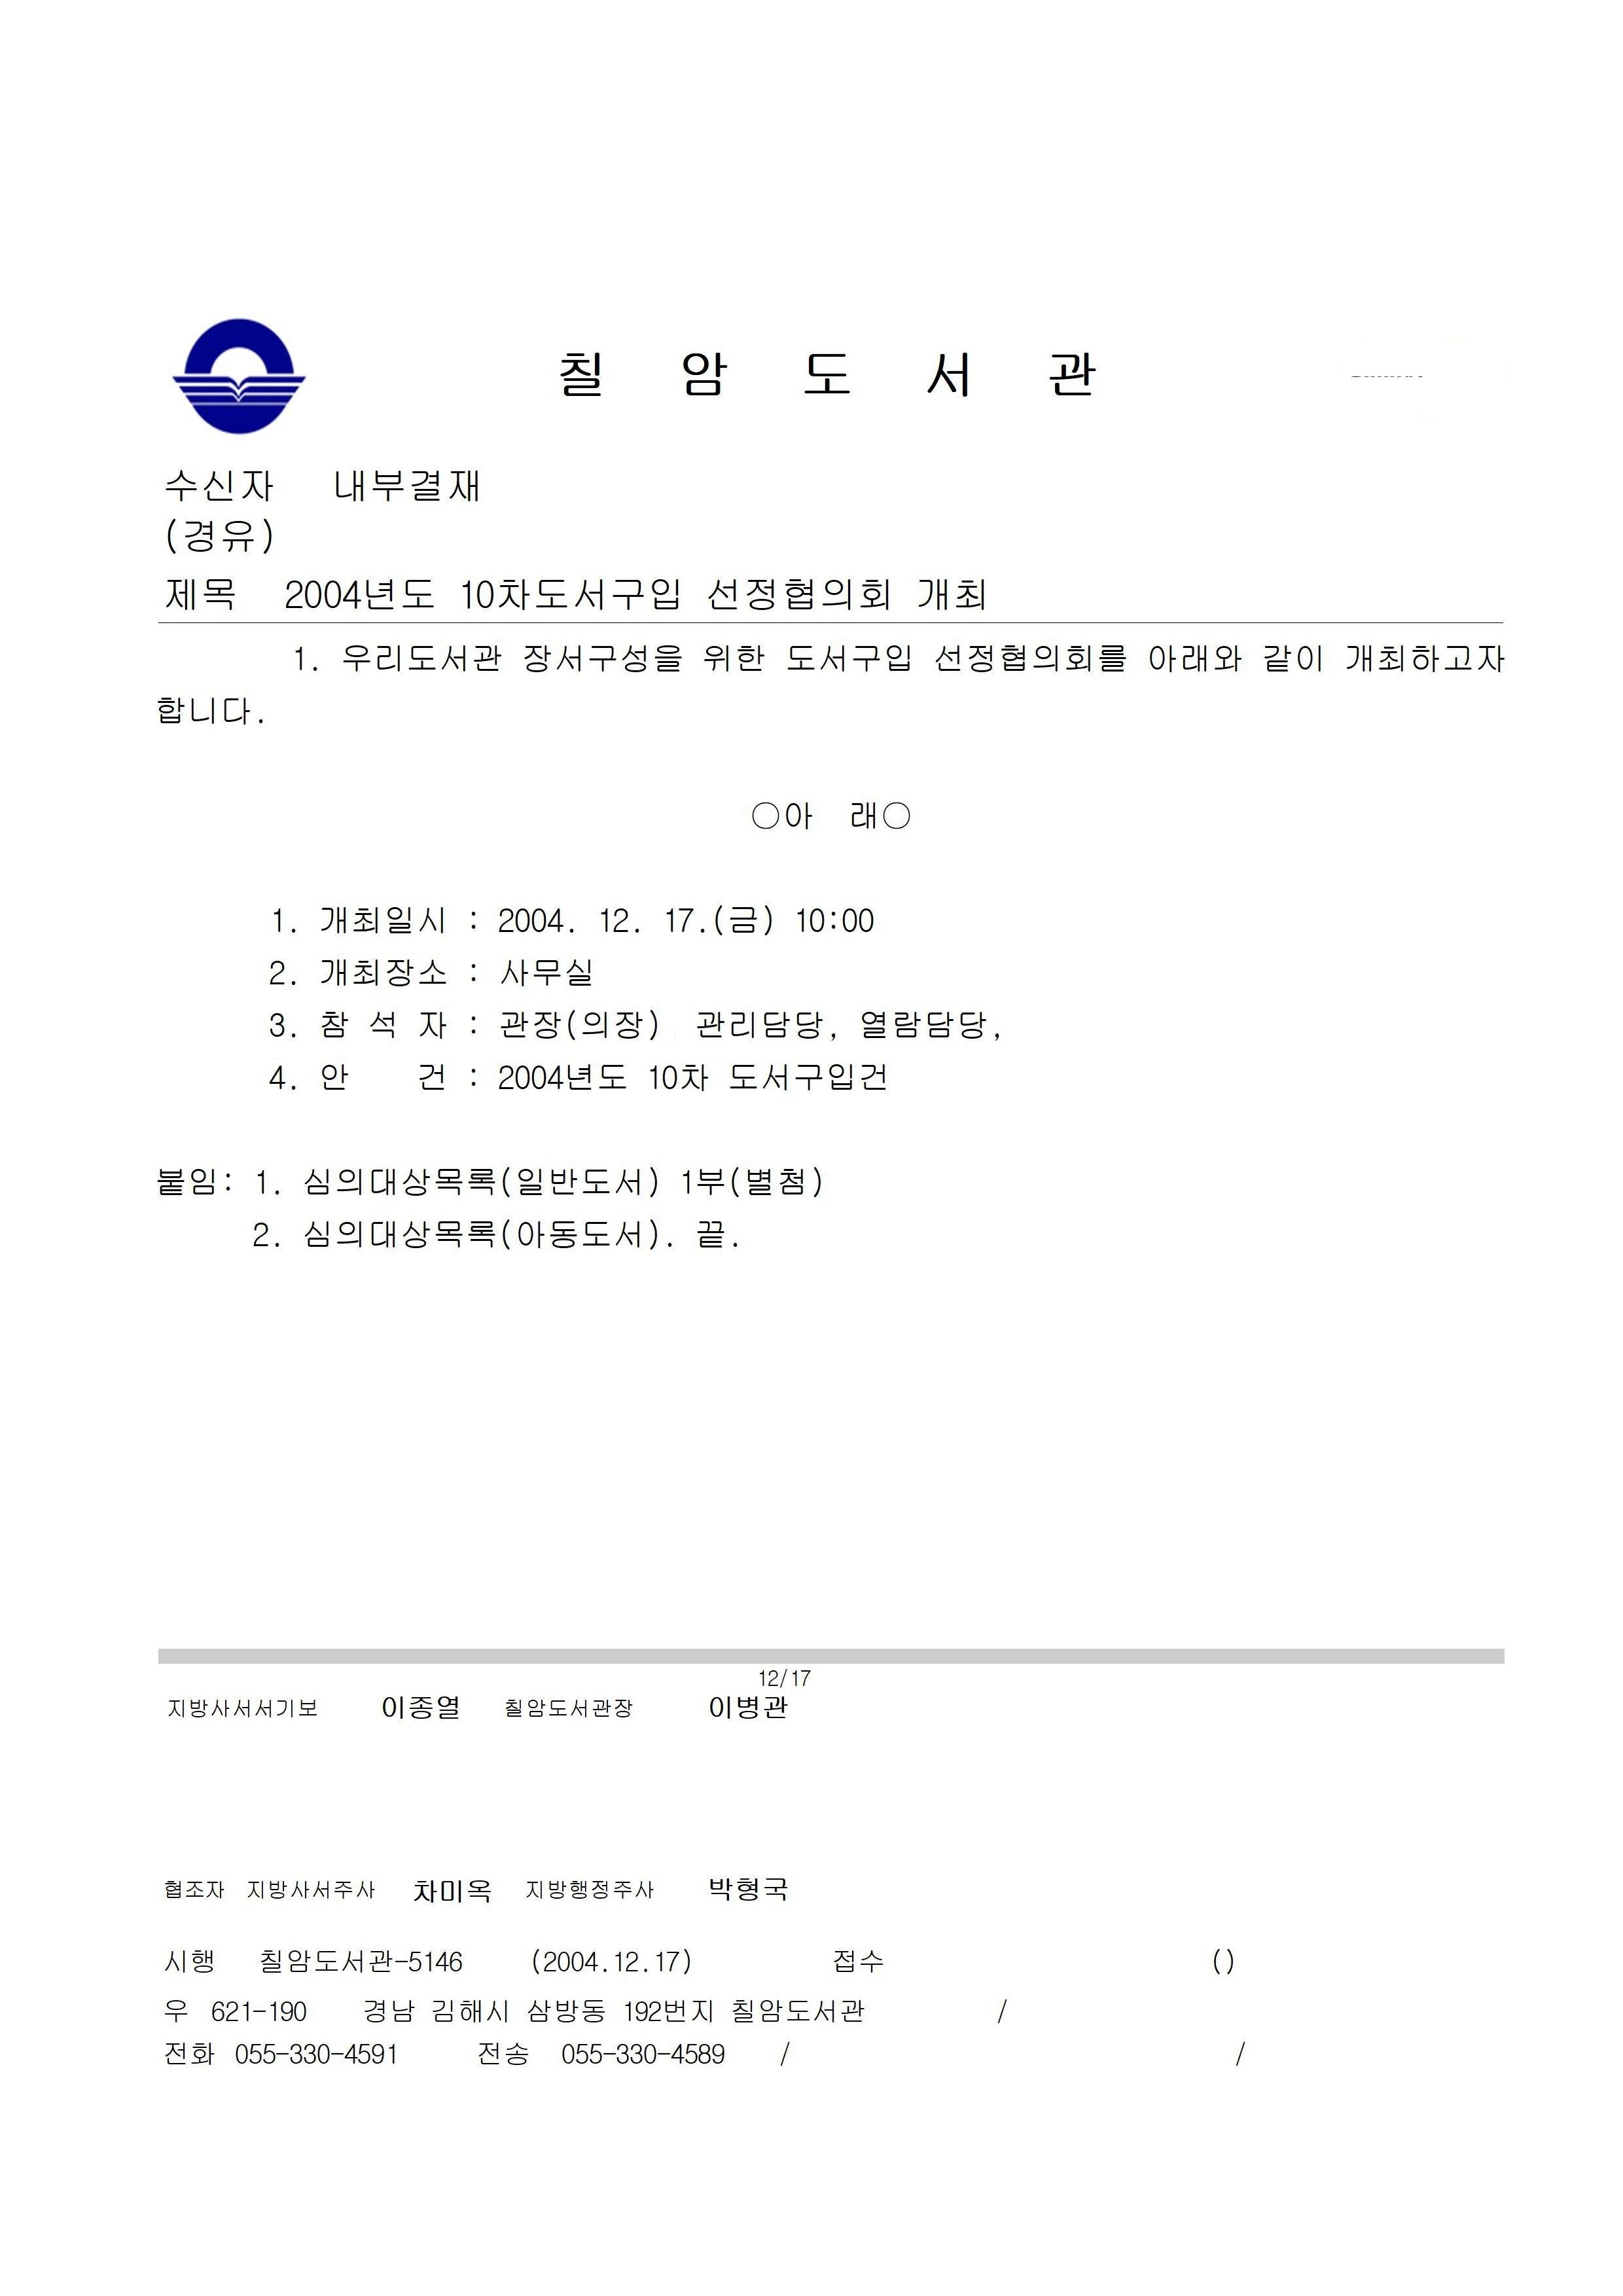 칠 암 도 서 관
수신자 내부결재
(경유)
제목 2004년도 10차도서구입 선정협의회 개최
1. 우리도서관 장서구성을 위한 도서구입 선정협의회를 아래와 같이 개최하고자
합니다.
○아 래○
1. 개최일시 : 2004. 12. 17.(금) 10:00
2. 개최장소 : 사무실
3. 참 석 자 : 관장(의장) 관리담당, 열람담당,
4. 안 건 : 2004년도 10차 도서구입건
붙임: 1. 심의대상목록(일반도서) 1부(별첨)
2. 심의대상목록(아동도서). 끝.
12/17
지방사서서기보 이종열 칠암도서관장 이병관
협조자 지방사서주사 차미옥 지방행정주사 박형국
시행 칠암도서관-5146 (2004.12.17) 접수 ()
우 621-190 경남 김해시 삼방동 192번지 칠암도서관 /
전화 055-330-4591 전송 055-330-4589 / /